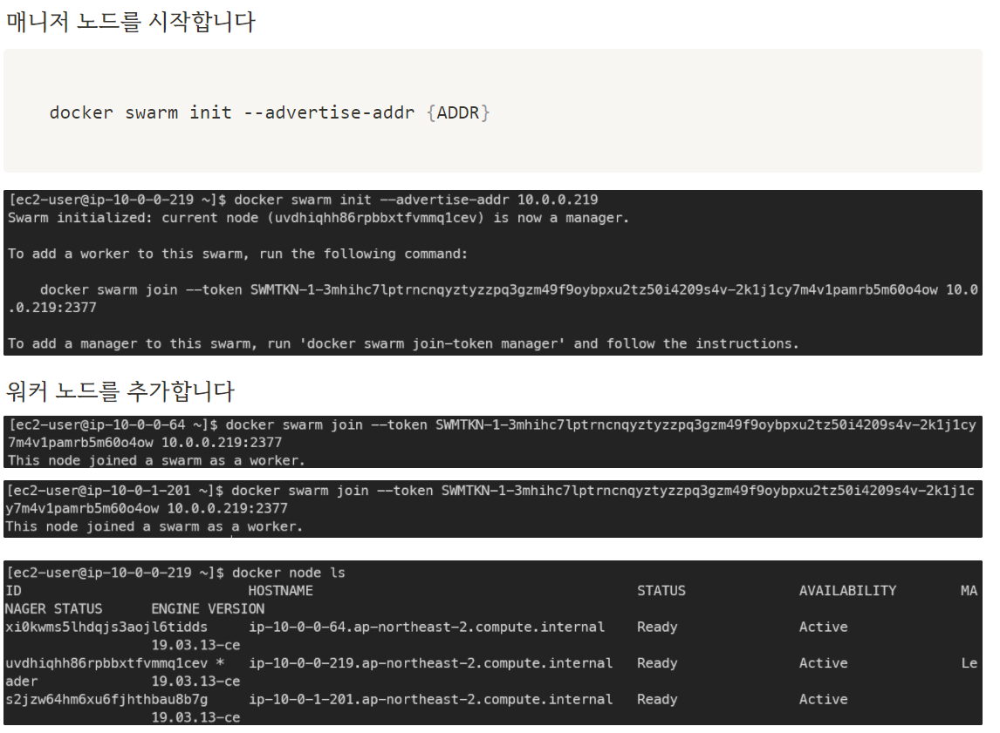 매니저 노드를 시작합니다
docker swarm init --advertise-addr {ADDR}
[ec2-user@ip-10-0-0-219 ~]$ docker swarm init --advertise-addr 10.0.0.219
Swarm initialized: current node (uvdhiqhh86rpbbxtfvmmq1cev) is now a manager.
To add a worker to this swarm, run the following command:
docker swarm join --token SWMTKN-1-3mhihc7lptrncnqyztyzzpq3gzm49f9oybpxu2tz50i4209s4v-2k1j1cy7m4v1pamrb5m60o4ow 10.0
.0.219:2377
To add a manager to this swarm, run 'docker swarm join-token manager' and follow the instructions.
워커 노드를 추가합니다
[ec2-user@ip-10-0-0-64 ~]$ docker swarm join --token SWMTKN-1-3mhihc7lptrncnqyztyzzpq3gzm49f9oybpxu2tz50i4209s4v-2k1j1cy
7m4v1pamrb5m60o4ow 10.0.0.219:2377
This node joined a swarm as a worker.
[ec2-user@ip-10-0-1-201 ~]$ docker swarm join --token SWMTKN-1-3mhihc7lptrncnqyztyzzpq3gzm49f9oybpxu2tz50i4209s4v-2k1j1c
y7m4v1pamrb5m60o4ow 10.0.0.219:2377
This node joined a swarm as a worker.
[ec2-user@ip-10-0-0-219 ~]$ docker node ls
ID HOSTNAME STATUS AVAILABILITY MA
NAGER STATUS ENGINE VERSION
xi0kwms5lhdqjs3aojl6tidds ip-10-0-0-64.ap-northeast-2.compute.internal Ready Active
19.03.13-ce
uvdhiqhh86rpbbxtfvmmq1cev * ip-10-0-0-219.ap-northeast-2.compute.internal Ready Active Le
ader 19.03.13-ce
s2jzw64hm6xu6fjhthbau8b7g ip-10-0-1-201.ap-northeast-2.compute.internal Ready Active
19.03.13-ce